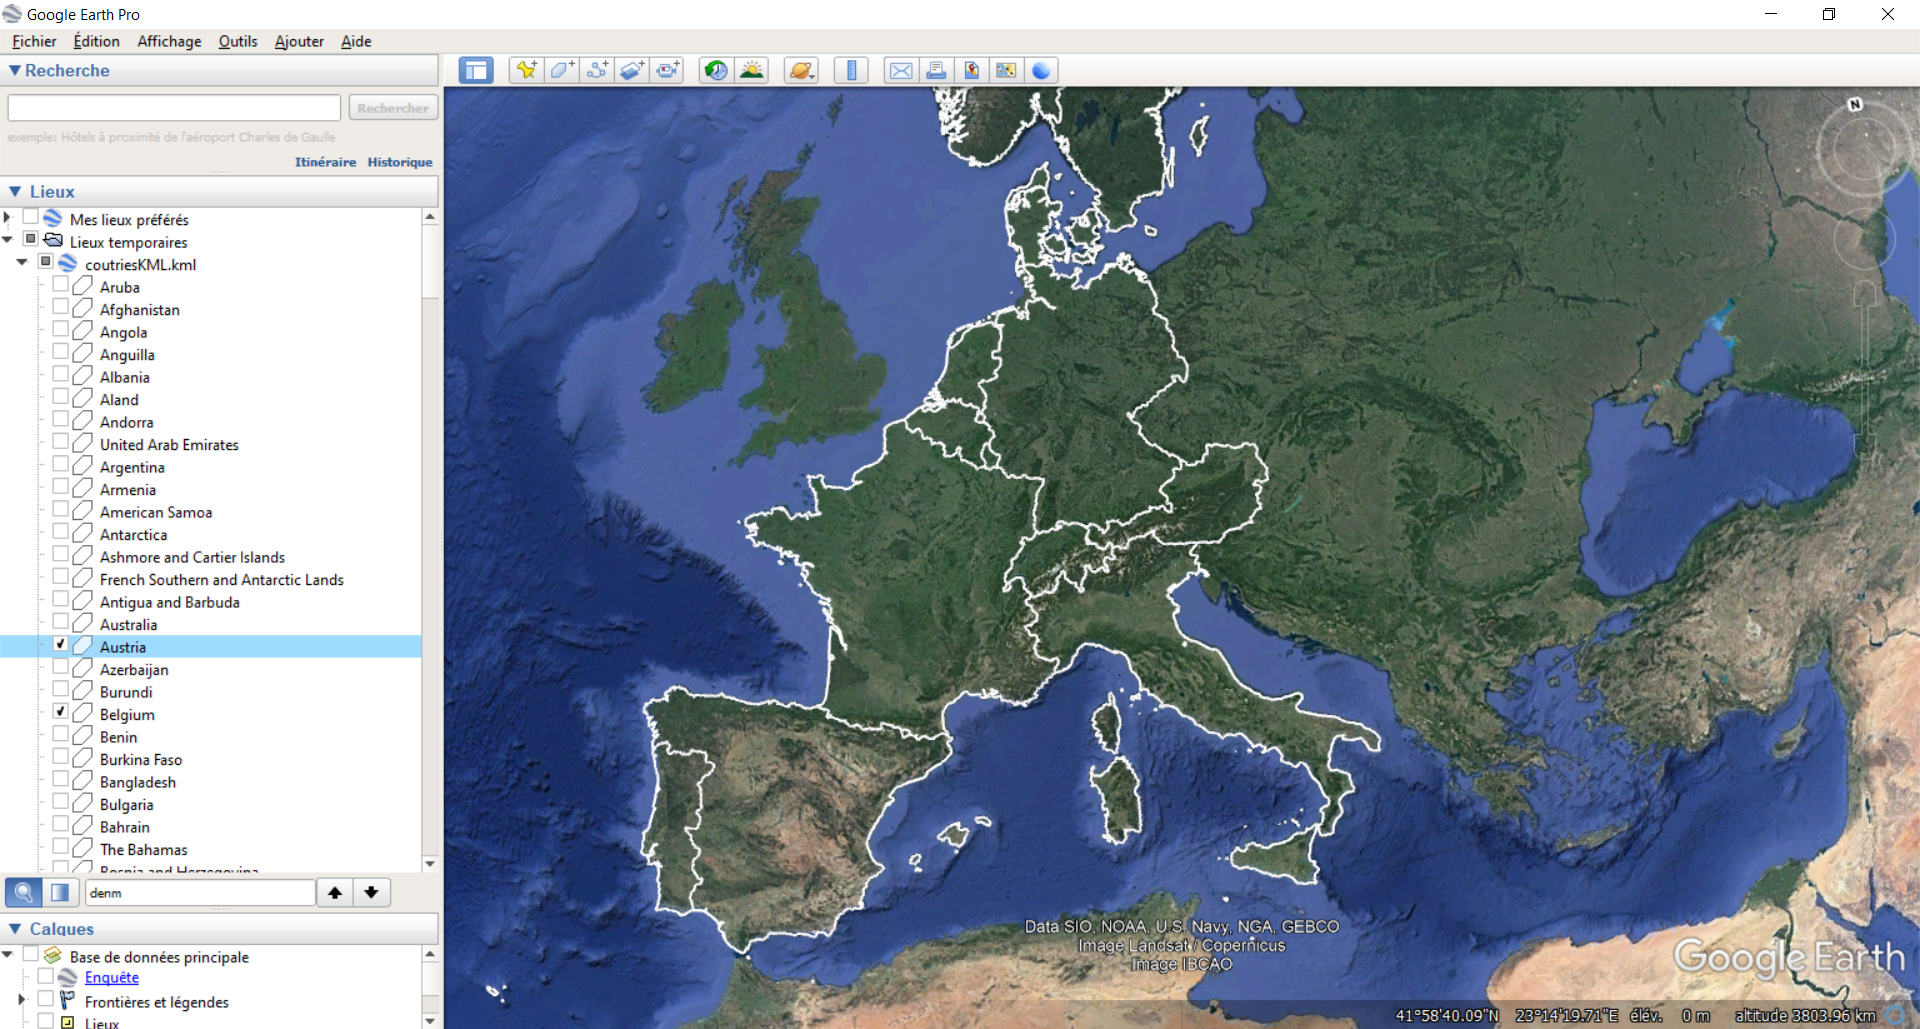 Google Earth Pro
Fichier Édition Affichage Outils Ajouter Aide
Recherche
Rechercher
exemple: Hôtels à proximité de l'aéroport Charles de Gaulle
Itinéraire Historique
Lieux
Mes lieux préférés
Lieux temporaires
coutriesKML.kml
Aruba
Afghanistan
Angola
Anguilla
Albania
Aland
Andorra
United Arab Emirates
Argentina
Armenia
American Samoa
Antarctica
Ashmore and Cartier Islands
French Southern and Antarctic Lands
Antigua and Barbuda
Australia
Austria
Azerbaijan
Burundi
Belgium
Benin
Burkina Faso
Bangladesh
Bulgaria
Bahrain
The Bahamas
Bosnia and Herzegovina
denm
Calques
Base de données principale
Enquête
Frontières et légendes
Lieux
N
Data SIO, NOAA, U.S. Navy, NGA, GEBCO
Image Landsat / Copernicus
Image IBCAO
Google Earth
41°58'40.09"N 23°14'19.71"E élév. 0 m altitude 3803.96 km